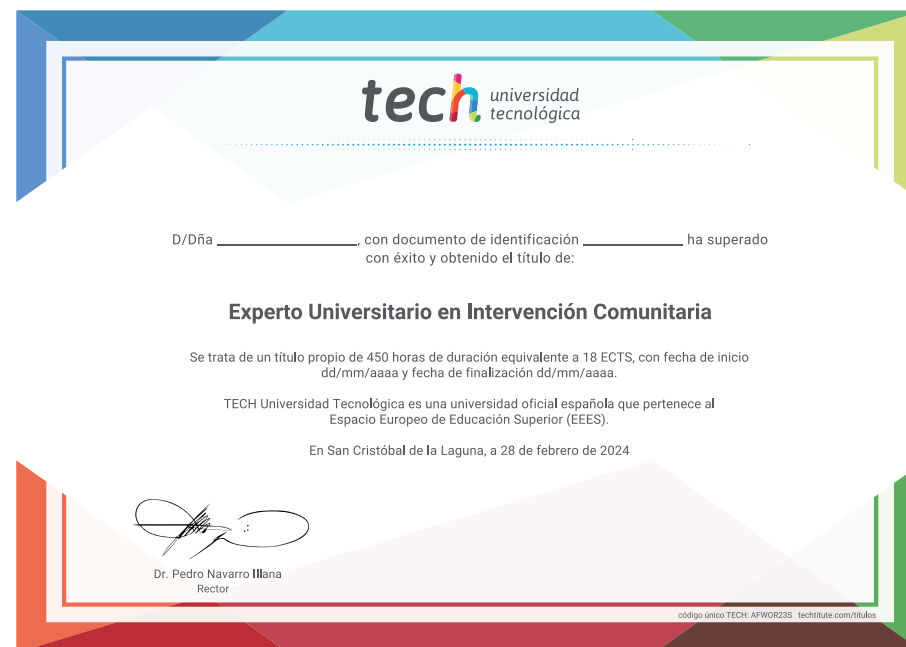 tech universidad
tecnológica
D/Dña ____________________, con documento de identificación ______________ ha superado
con éxito y obtenido el título de:
Experto Universitario en Intervención Comunitaria
Se trata de un título propio de 450 horas de duración equivalente a 18 ECTS, con fecha de inicio
dd/mm/aaaa y fecha de finalización dd/mm/aaaa.
TECH Universidad Tecnológica es una universidad oficial española que pertenece al
Espacio Europeo de Educación Superior (EEES).
En San Cristóbal de la Laguna, a 28 de febrero de 2024
Dr. Pedro Navarro Illana
Rector
código único TECH: AFWOR23S techtitute.com/titulos